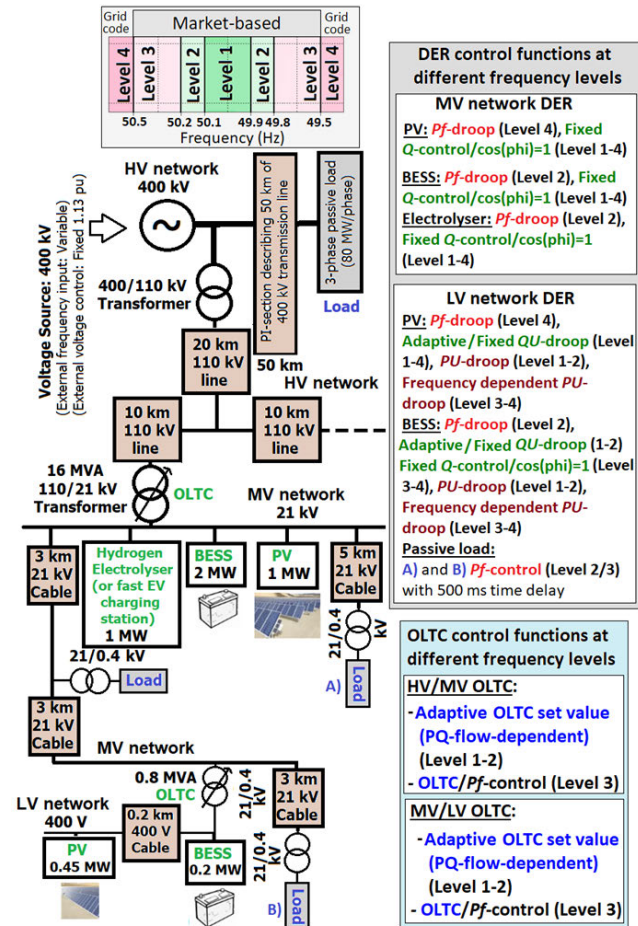 Grid code
Market-based
Grid code
Level 4
Level 3
Level 2
Level 1
Level 2
Level 3
Level 4
50.5
50.2
50.1
49.9
49.8
49.5
Frequency (Hz)
HV network
400 kV
Voltage Source: 400 kV
(External frequency input: Variable)
(External voltage control: Fixed 1.13 pu)
400/110 kV
Transformer
PI-section describing 50 km of
400 kV transmission line
50 km
3-phase passive load
(80 MW/phase)
Load
20 km
110 kV
line
HV network
10 km
110 kV
line
10 km
110 kV
line
16 MVA
110/21 kV
Transformer
OLTC
MV network
21 kV
3 km
21 kV
Cable
Hydrogen
Electrolyser
(or fast EV
charging
station)
1 MW
BESS
2 MW
PV
1 MW
5 km
21 kV
Cable
21/0.4
kV
A)
Load
21/0.4 kV
Load
3 km
21 kV
Cable
MV network
0.8 MVA
OLTC
21/0.4
kV
3 km
21 kV
Cable
LV network
400 V
0.2 km
400 V
Cable
PV
0.45 MW
BESS
0.2 MW
21/0.4
kV
B)
Load
DER control functions at
different frequency levels
MV network DER
PV: Pf-droop (Level 4), Fixed
Q-control/cos(phi)=1 (Level 1-4)
BESS: Pf-droop (Level 2), Fixed
Q-control/cos(phi)=1 (Level 1-4)
Electrolyser: Pf-droop (Level 2),
Fixed Q-control/cos(phi)=1
(Level 1-4)
LV network DER
PV: Pf-droop (Level 4),
Adaptive/Fixed QU-droop (Level
1-4), PU-droop (Level 1-2),
Frequency dependent PU-
droop (Level 3-4)
BESS: Pf-droop (Level 2),
Adaptive/Fixed QU-droop (1-2)
Fixed Q-control/cos(phi)=1 (Level
3-4), PU-droop (Level 1-2),
Frequency dependent PU-
droop (Level 3-4)
Passive load:
A) and B) Pf-control (Level 2/3)
with 500 ms time delay
OLTC control functions at
different frequency levels
HV/MV OLTC:
- Adaptive OLTC set value
(PQ-flow-dependent)
(Level 1-2)
- OLTC/Pf-control (Level 3)
MV/LV OLTC:
- Adaptive OLTC set value
(PQ-flow-dependent)
(Level 1-2)
- OLTC/Pf-control (Level 3)